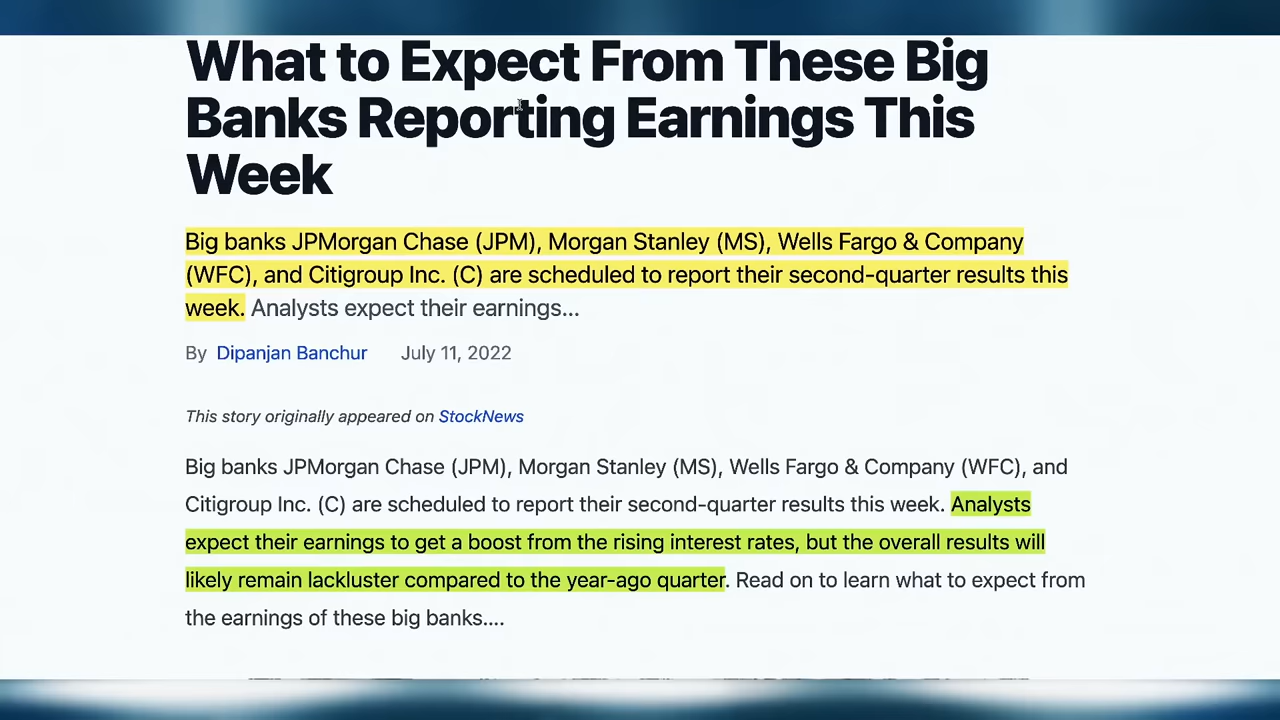 What to Expect From These Big
Banks Reporting Earnings This
Week
Big banks JPMorgan Chase (JPM), Morgan Stanley (MS), Wells Fargo & Company
(WFC), and Citigroup Inc. (C) are scheduled to report their second-quarter results this
week. Analysts expect their earnings...
By Dipanjan Banchur July 11, 2022
This story originally appeared on StockNews
Big banks JPMorgan Chase (JPM), Morgan Stanley (MS), Wells Fargo & Company (WFC), and
Citigroup Inc. (C) are scheduled to report their second-quarter results this week. Analysts
expect their earnings to get a boost from the rising interest rates, but the overall results will
likely remain lackluster compared to the year-ago quarter. Read on to learn what to expect from
the earnings of these big banks....